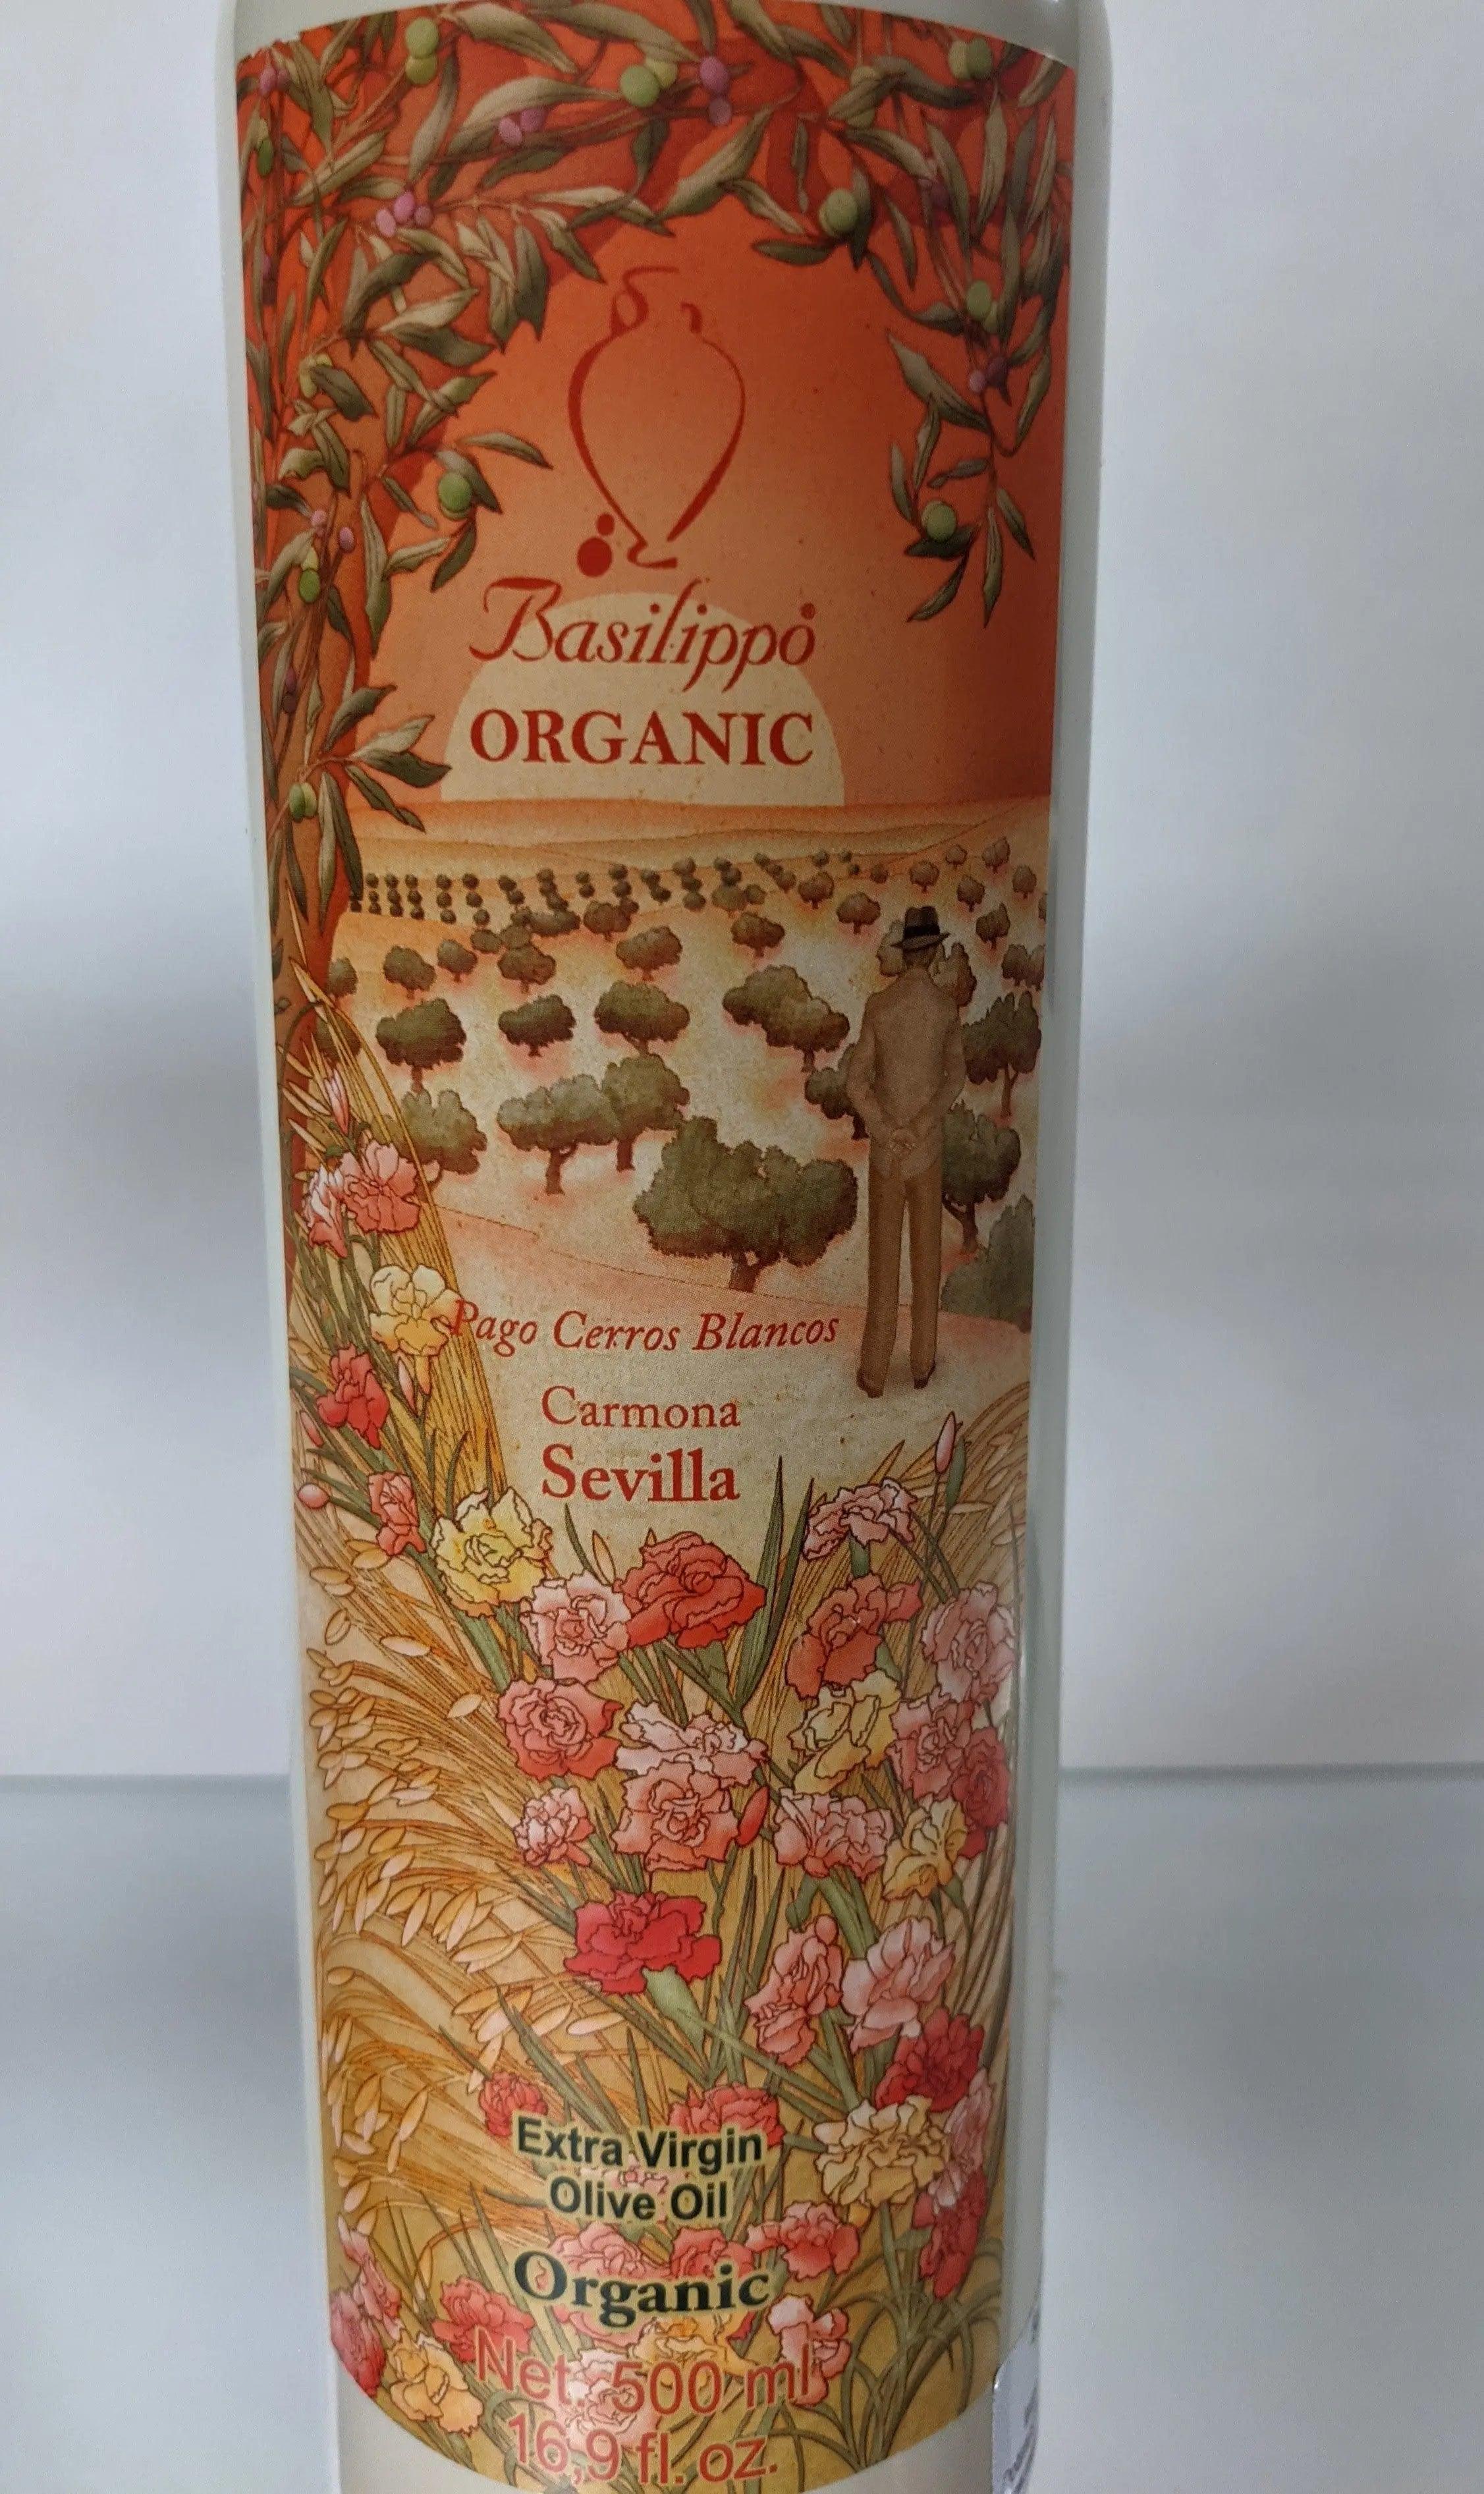 Basilippo
ORGANIC
Pago Cerros Blancos
Carmona
Sevilla
Extra Virgin
Olive Oil
Organic
Net. 500 ml
16,9 fl. oz.